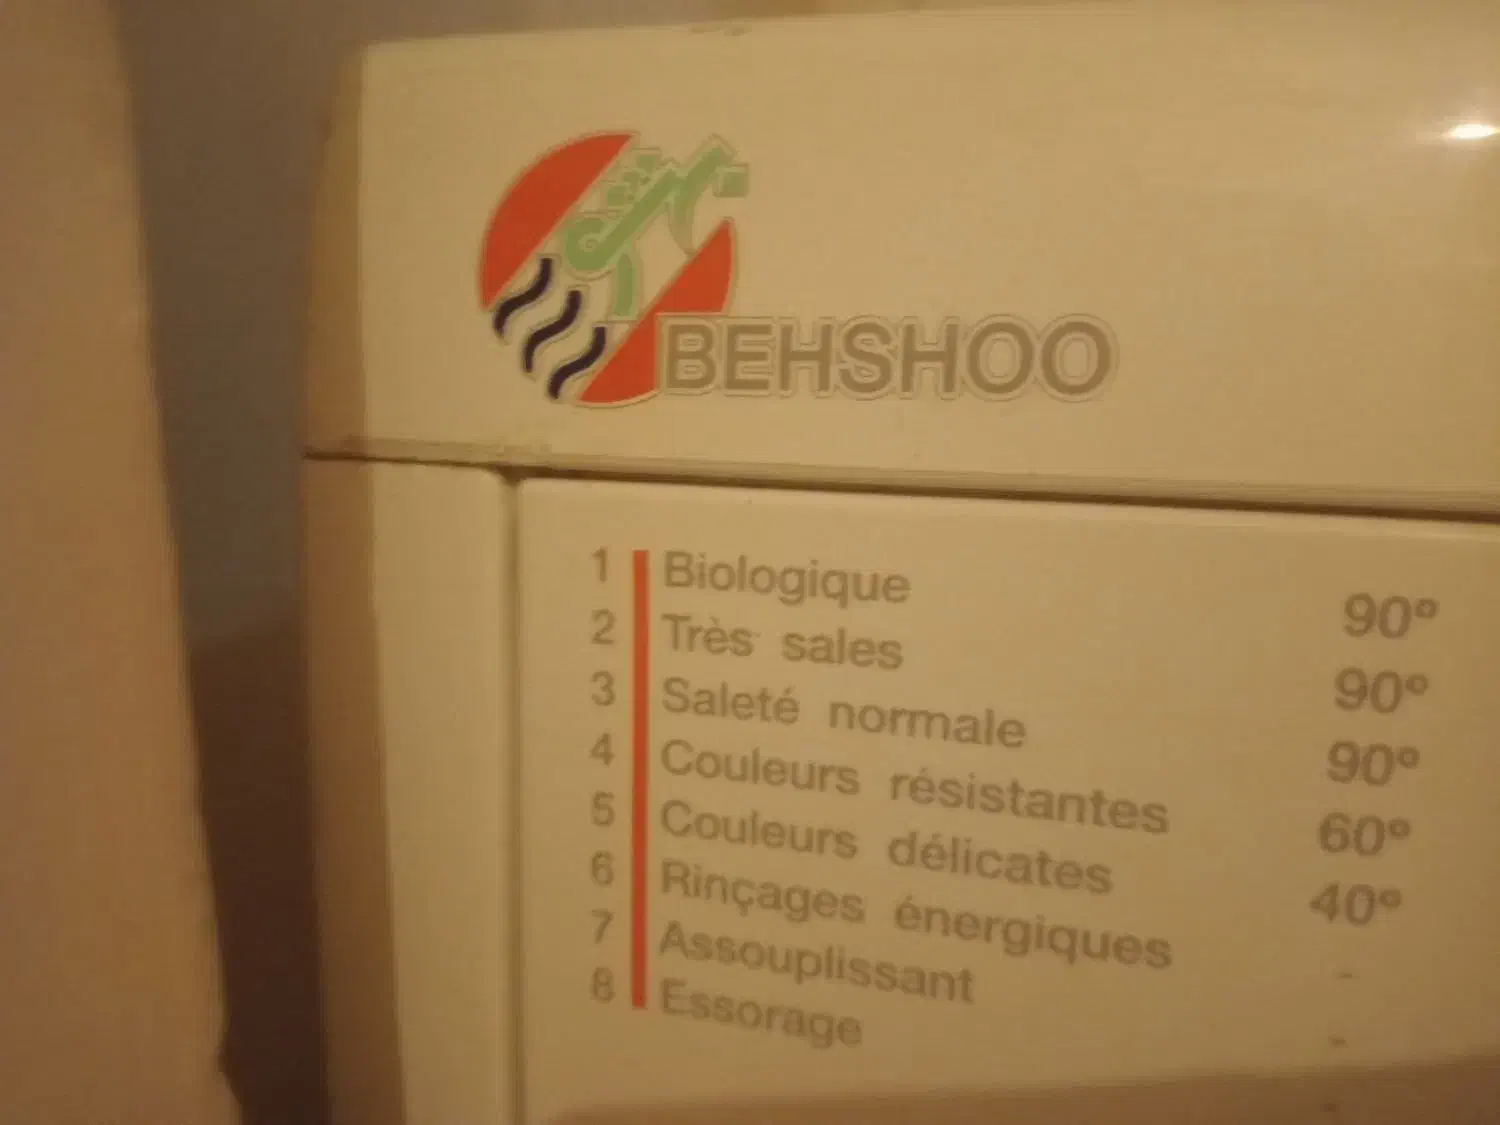 BEHSHOO
1 Biologique 90°
2 Très sales 90°
3 Saleté normale 90°
4 Couleurs résistantes 60°
5 Couleurs délicates 40°
6 Rinçages énergiques -
7 Assouplissant -
8 Essorage -